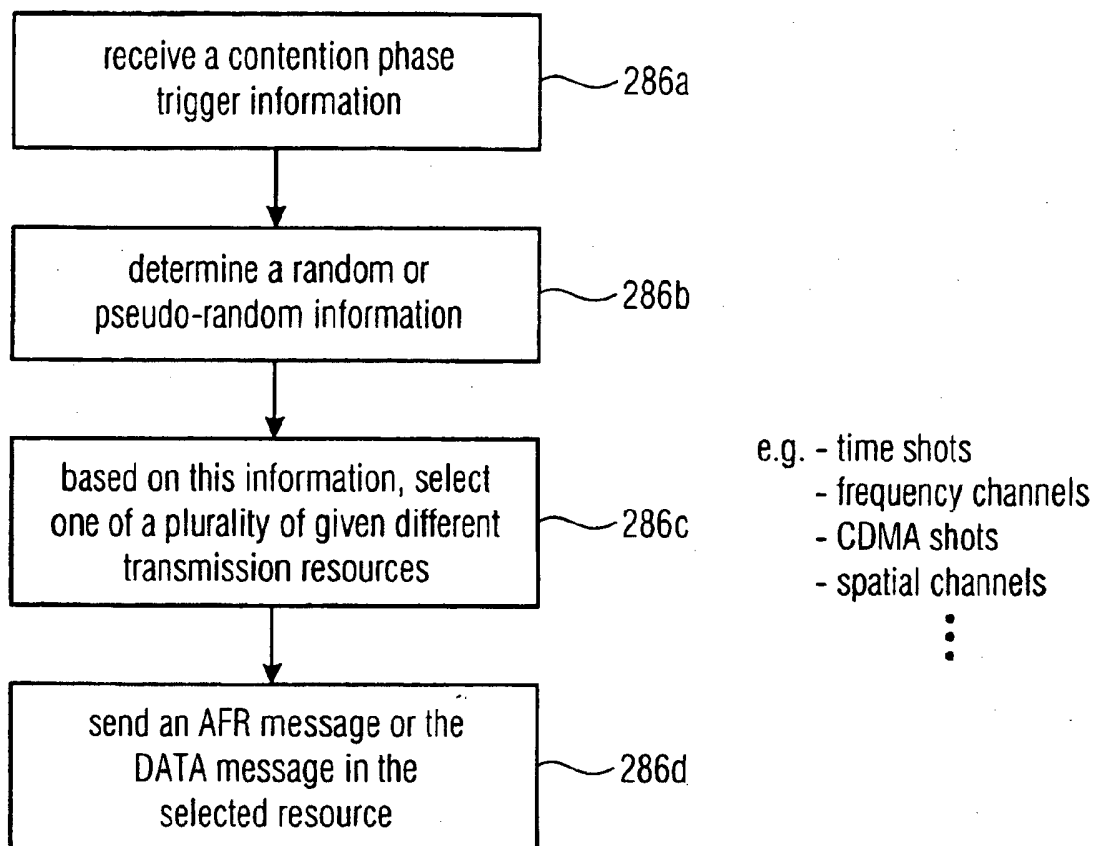 receive a contention phase
trigger information
286a
determine a random or
pseudo-random information
286b
based on this information, select
one of a plurality of given different
transmission resources
286c
e.g. - time shots
- frequency channels
- CDMA shots
- spatial channels
send an AFR message or the
DATA message in the
selected resource
286d